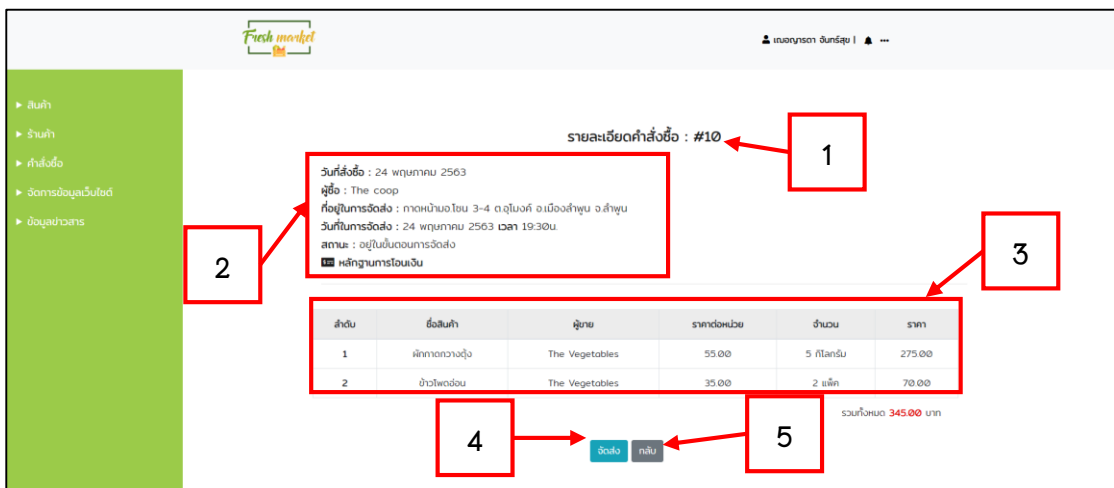 Fresh market
เฌอญารดา จันทร์สุข |
สินค้า
ร้านค้า
คำสั่งซื้อ
จัดการข้อมูลเว็บไซต์
ข้อมูลข่าวสาร
รายละเอียดคำสั่งซื้อ : #10
1
วันที่สั่งซื้อ : 24 พฤษภาคม 2563
ผู้ซื้อ : The coop
ที่อยู่ในการจัดส่ง : กาดหน้ามอโซน 3-4 ต.อุโมงค์ อ.เมืองลำพูน จ.ลำพูน
วันที่ในการจัดส่ง : 24 พฤษภาคม 2563 เวลา 19:30น.
สถานะ : อยู่ในขั้นตอนการจัดส่ง
หลักฐานการโอนเงิน
2
3
ลำดับ ชื่อสินค้า ผู้ขาย ราคาต่อหน่วย จำนวน ราคา
1 ผักกาดกวางตุ้ง The Vegetables 55.00 5 กิโลกรัม 275.00
2 ข้าวโพดอ่อน The Vegetables 35.00 2 แพ็ค 70.00
รวมทั้งหมด 345.00 บาท
4
5
จัดส่ง กลับ